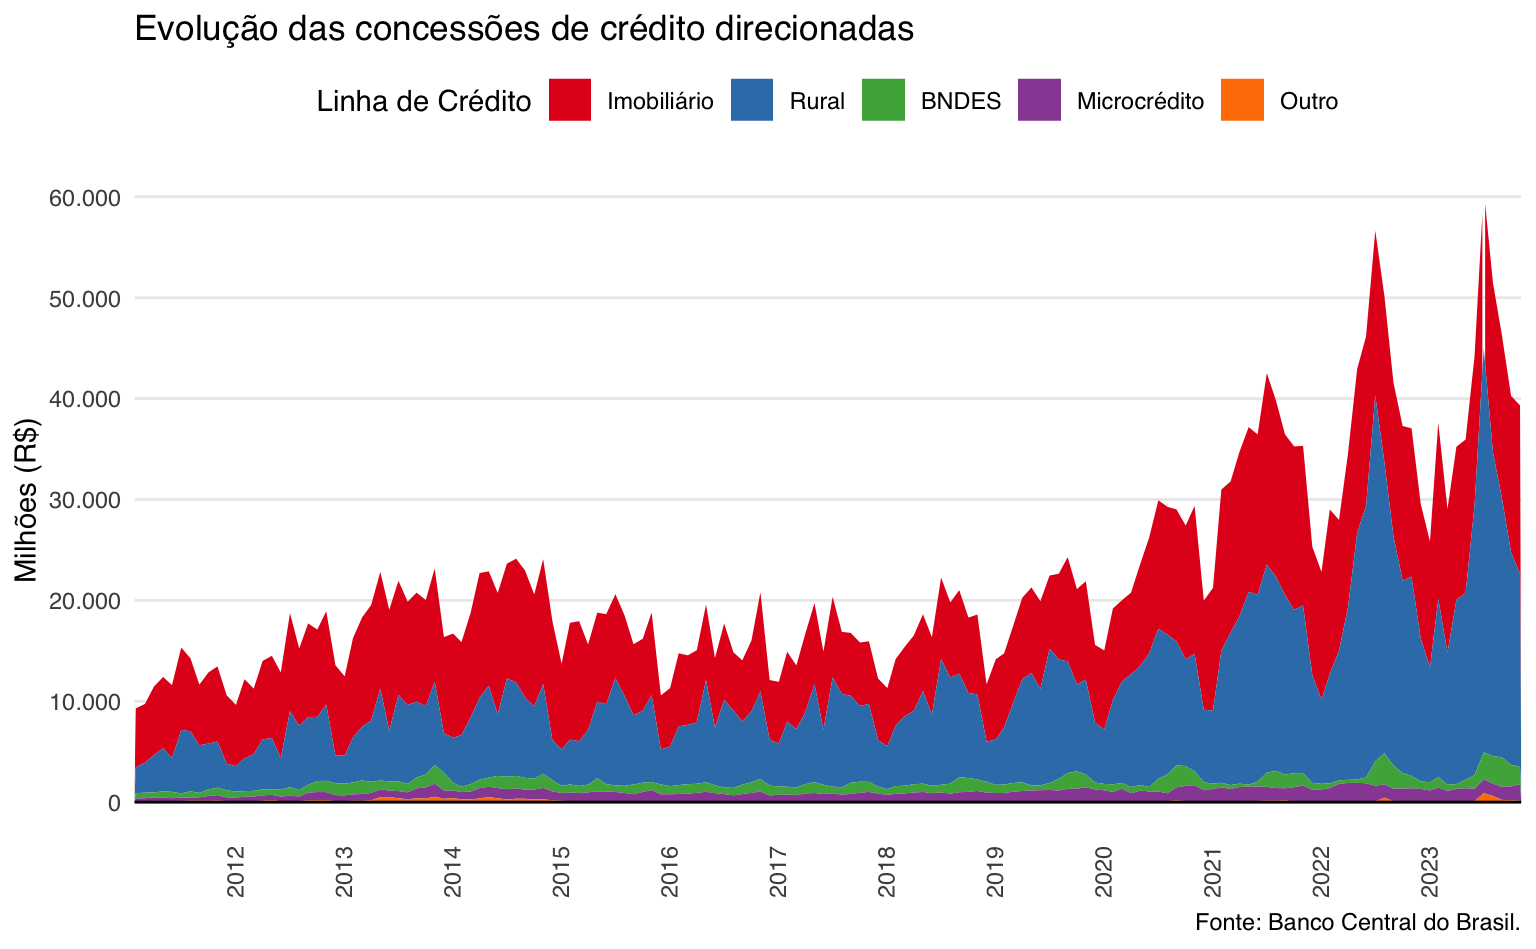 Evolução das concessões de crédito direcionadas
Linha de Crédito Imobiliário Rural BNDES Microcrédito Outro
Milhões (R$)
60.000
50.000
40.000
30.000
20.000
10.000
0
2012 2013 2014 2015 2016 2017 2018 2019 2020 2021 2022 2023
Fonte: Banco Central do Brasil.